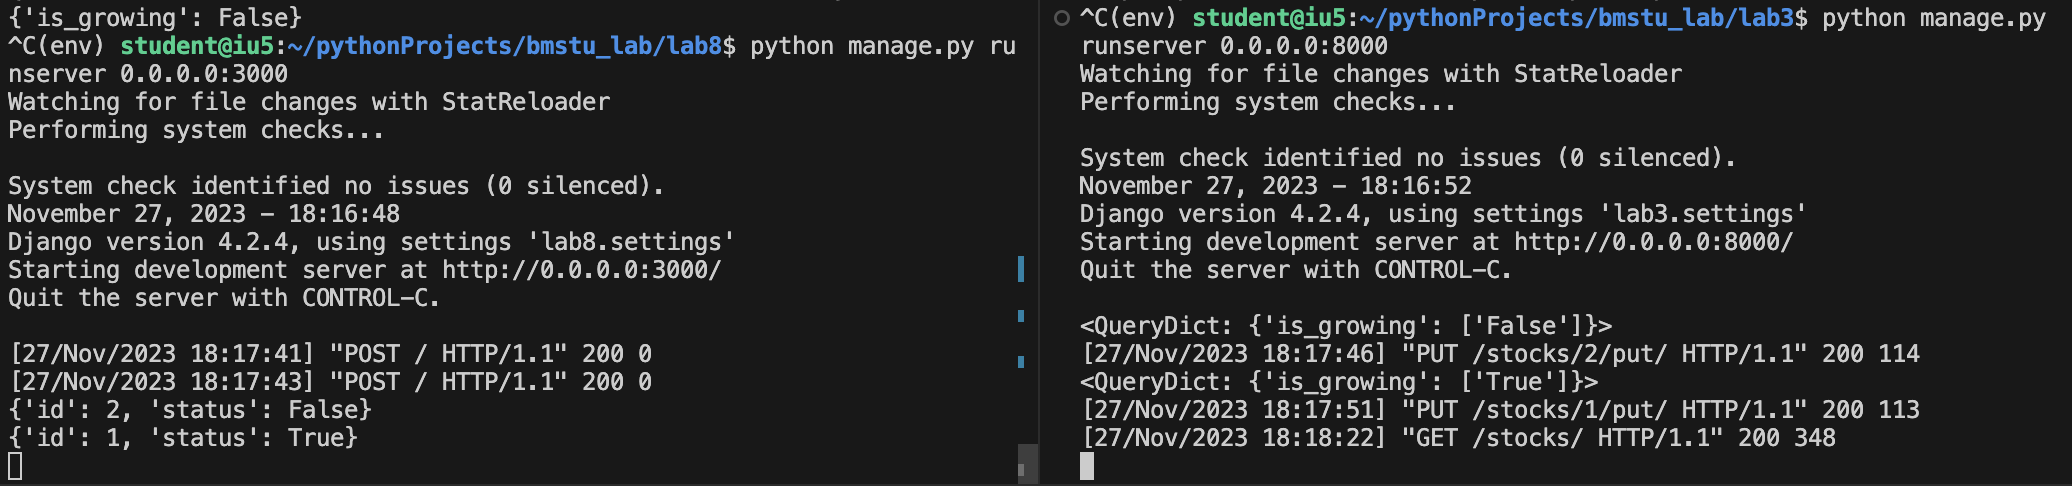 {'is_growing': False}
^C(env) student@iu5:~/pythonProjects/bmstu_lab/lab8$ python manage.py ru
nserver 0.0.0.0:3000
Watching for file changes with StatReloader
Performing system checks...
System check identified no issues (0 silenced).
November 27, 2023 - 18:16:48
Django version 4.2.4, using settings 'lab8.settings'
Starting development server at http://0.0.0.0:3000/
Quit the server with CONTROL-C.
[27/Nov/2023 18:17:41] "POST / HTTP/1.1" 200 0
[27/Nov/2023 18:17:43] "POST / HTTP/1.1" 200 0
{'id': 2, 'status': False}
{'id': 1, 'status': True}
^C(env) student@iu5:~/pythonProjects/bmstu_lab/lab3$ python manage.py
runserver 0.0.0.0:8000
Watching for file changes with StatReloader
Performing system checks...
System check identified no issues (0 silenced).
November 27, 2023 - 18:16:52
Django version 4.2.4, using settings 'lab3.settings'
Starting development server at http://0.0.0.0:8000/
Quit the server with CONTROL-C.
<QueryDict: {'is_growing': ['False']}>
[27/Nov/2023 18:17:46] "PUT /stocks/2/put/ HTTP/1.1" 200 114
<QueryDict: {'is_growing': ['True']}>
[27/Nov/2023 18:17:51] "PUT /stocks/1/put/ HTTP/1.1" 200 113
[27/Nov/2023 18:18:22] "GET /stocks/ HTTP/1.1" 200 348